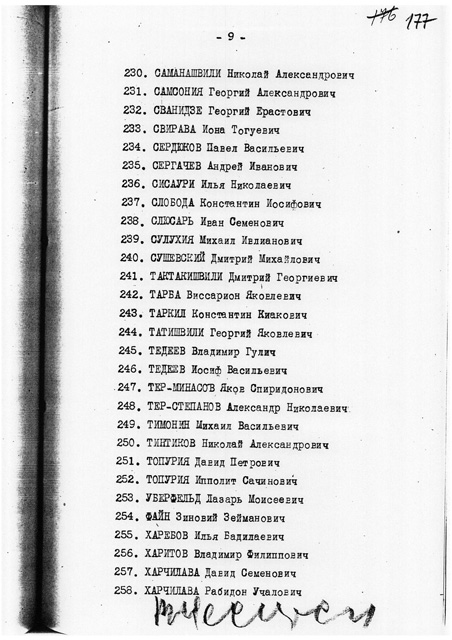 176 177
- 9 -
230. САМАНАШВИЛИ Николай Александрович
231. САМСОНИЯ Георгий Александрович
232. СВАНИДЗЕ Георгий Ерастович
233. СВИРАВА Иона Тогуевич
234. СЕРДЮКОВ Павел Васильевич
235. СЕРГАЧЕВ Андрей Иванович
236. СИСАУРИ Илья Николаевич
237. СЛОБОДА Константин Иосифович
238. СЛЮСАРЬ Иван Семенович
239. СУЛУХИЯ Михаил Ивлианович
240. СУШЕВСКИЙ Дмитрий Михайлович
241. ТАКТАКИШВИЛИ Дмитрий Георгиевич
242. ТАРБА Виссарион Яковлевич
243. ТАРКИЛ Константин Киакович
244. ТАТИШВИЛИ Георгий Яковлевич
245. ТЕДЕЕВ Владимир Гулич
246. ТЕДЕЕВ Иосиф Васильевич
247. ТЕР-МИНАСОВ Яков Спиридонович
248. ТЕР-СТЕПАНОВ Александр Николаевич
249. ТИМОНИН Михаил Васильевич
250. ТИНТИКОВ Николай Александрович
251. ТОПУРИЯ Давид Петрович
252. ТОПУРИЯ Ипполит Сачинович
253. УБЕРФЕЛЬД Лазарь Моисеевич
254. ФАЙН Зиновий Зейманович
255. ХАРЕБОВ Илья Бадилаевич
256. ХАРИТОВ Владимир Филиппович
257. ХАРЧИЛАВА Давид Семенович
258. ХАРЧИЛАВА Рабидон Учалович